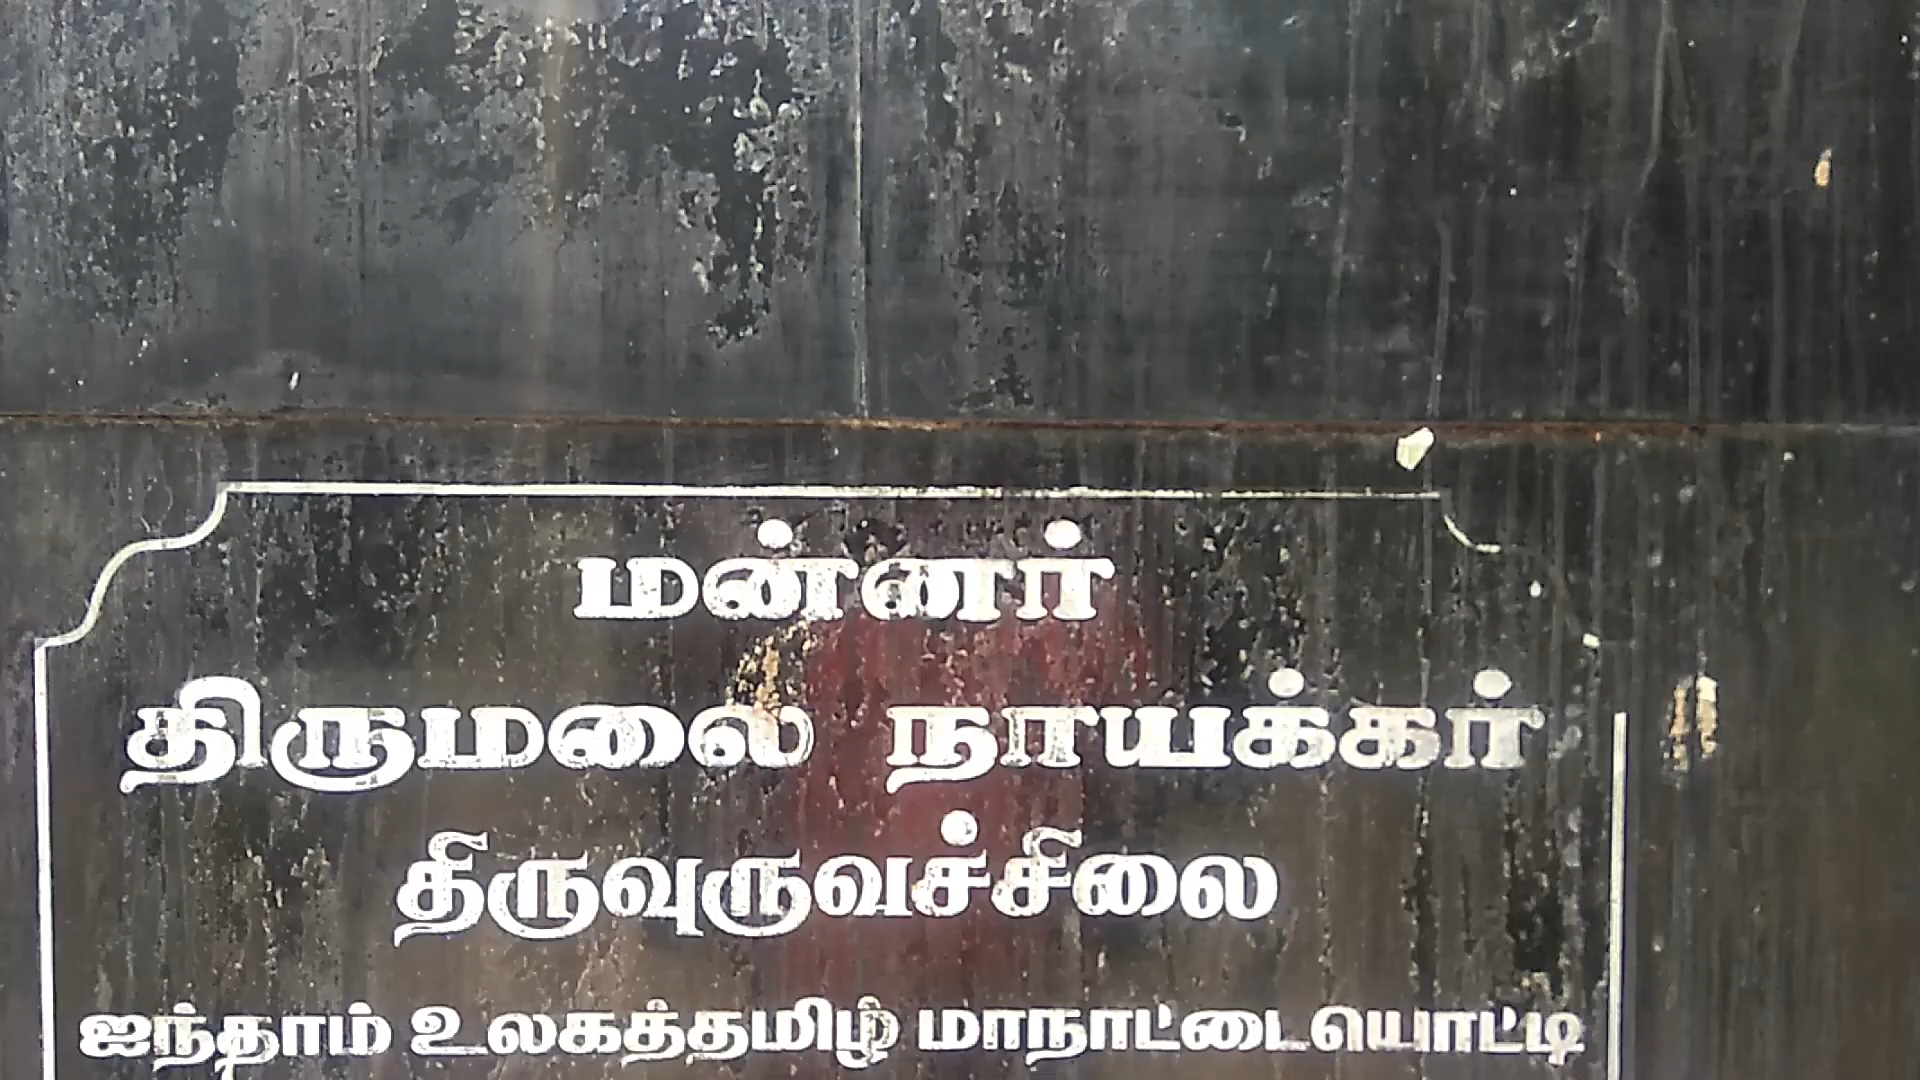 மன்னர்
திருமலை நாயக்கர்
திருவுருவச்சிலை
ஐந்தாம் உலகத்தமிழ் மாநாட்டையொட்டி